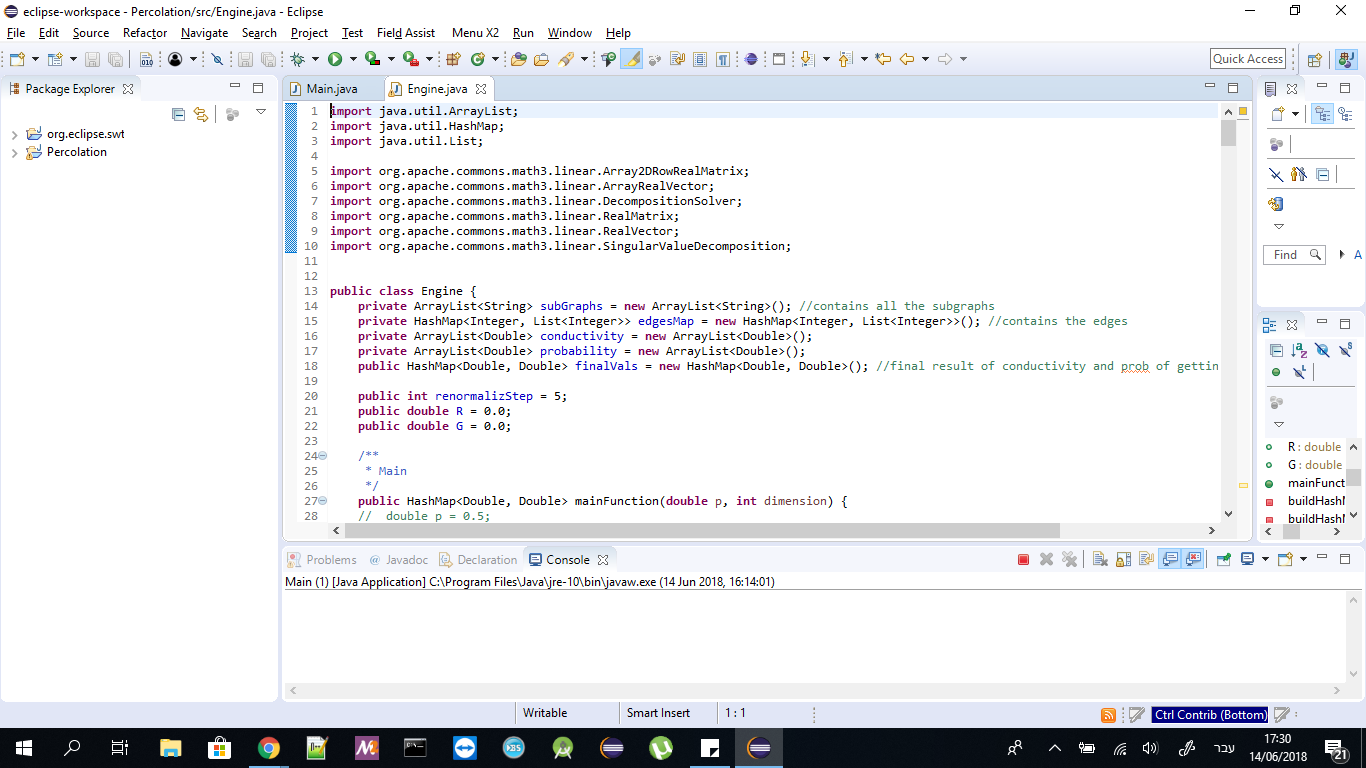 eclipse-workspace - Percolation/src/Engine.java - Eclipse
File Edit Source Refactor Navigate Search Project Test Field Assist Menu X2 Run Window Help
Quick Access
Package Explorer
org.eclipse.swt
Percolation
Main.java Engine.java
1 import java.util.ArrayList;
2 import java.util.HashMap;
3 import java.util.List;
4
5 import org.apache.commons.math3.linear.Array2DRowRealMatrix;
6 import org.apache.commons.math3.linear.ArrayRealVector;
7 import org.apache.commons.math3.linear.DecompositionSolver;
8 import org.apache.commons.math3.linear.RealMatrix;
9 import org.apache.commons.math3.linear.RealVector;
10 import org.apache.commons.math3.linear.SingularValueDecomposition;
11
12
13 public class Engine {
14 private ArrayList<String> subGraphs = new ArrayList<String>(); //contains all the subgraphs
15 private HashMap<Integer, List<Integer>> edgesMap = new HashMap<Integer, List<Integer>>(); //contains the edges
16 private ArrayList<Double> conductivity = new ArrayList<Double>();
17 private ArrayList<Double> probability = new ArrayList<Double>();
18 public HashMap<Double, Double> finalVals = new HashMap<Double, Double>(); //final result of conductivity and prob of gettin
19
20 public int renormalizStep = 5;
21 public double R = 0.0;
22 public double G = 0.0;
23
24 /**
25 * Main
26 */
27 public HashMap<Double, Double> mainFunction(double p, int dimension) {
28 // double p = 0.5;
Find
A
R : double
G : double
mainFunct
buildHashM
buildHashM
Problems @ Javadoc Declaration Console
Main (1) [Java Application] C:\Program Files\Java\jre-10\bin\javaw.exe (14 Jun 2018, 16:14:01)
Writable Smart Insert 1 : 1
Ctrl Contrib (Bottom)
עבר
17:30
14/06/2018
21